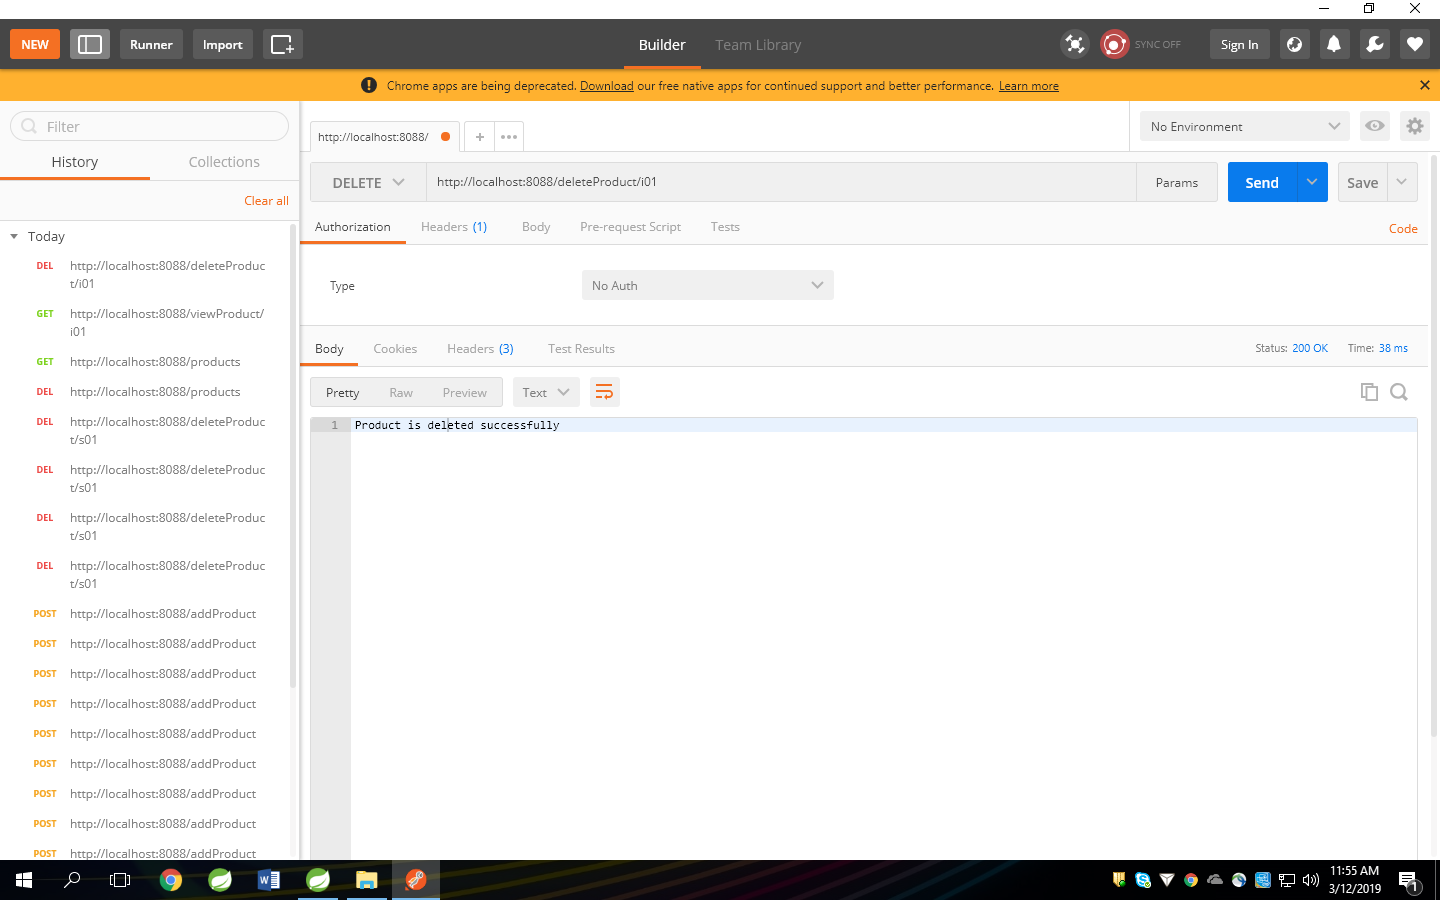 NEW
Runner
Import
Builder
Team Library
SYNC OFF
Sign In
Chrome apps are being deprecated. Download our free native apps for continued support and better performance. Learn more
Filter
History
Collections
Clear all
Today
DEL http://localhost:8088/deleteProduc
t/i01
GET http://localhost:8088/viewProduct/
i01
GET http://localhost:8088/products
DEL http://localhost:8088/products
DEL http://localhost:8088/deleteProduc
t/s01
DEL http://localhost:8088/deleteProduc
t/s01
DEL http://localhost:8088/deleteProduc
t/s01
DEL http://localhost:8088/deleteProduc
t/s01
POST http://localhost:8088/addProduct
POST http://localhost:8088/addProduct
POST http://localhost:8088/addProduct
POST http://localhost:8088/addProduct
POST http://localhost:8088/addProduct
POST http://localhost:8088/addProduct
POST http://localhost:8088/addProduct
POST http://localhost:8088/addProduct
POST http://localhost:8088/addProduct
http://localhost:8088/
No Environment
DELETE
http://localhost:8088/deleteProduct/i01
Params
Send
Save
Authorization
Headers (1)
Body
Pre-request Script
Tests
Code
Type
No Auth
Body
Cookies
Headers (3)
Test Results
Status: 200 OK
Time: 38 ms
Pretty
Raw
Preview
Text
1 Product is deleted successfully
11:55 AM
3/12/2019
1